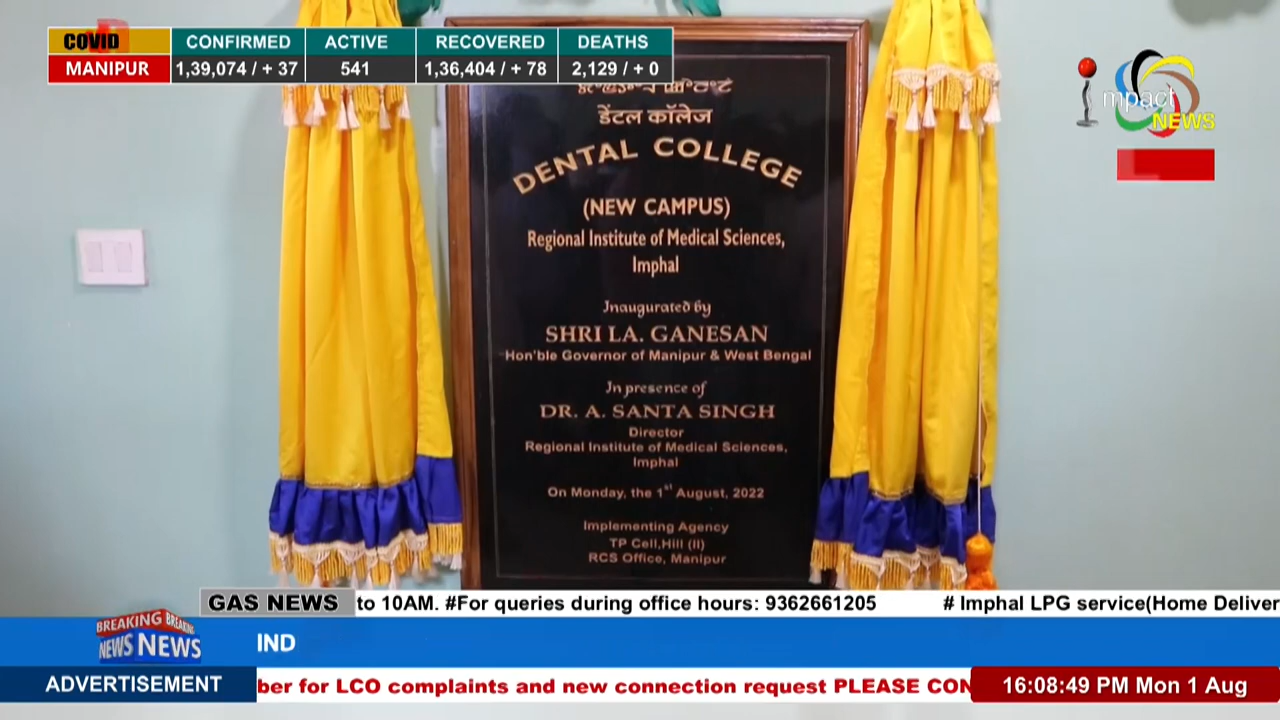 COVID CONFIRMED ACTIVE RECOVERED DEATHS
MANIPUR 1,39,074 / + 37 541 1,36,404 / + 78 2,129 / + 0
impact
NEWS
डेंटल कॉलेज
DENTAL COLLEGE
(NEW CAMPUS)
Regional Institute of Medical Sciences,
Imphal
Inaugurated by
SHRI LA. GANESAN
Hon'ble Governor of Manipur & West Bengal
In presence of
DR. A. SANTA SINGH
Director
Regional Institute of Medical Sciences,
Imphal
On Monday, the 1st August, 2022
Implementing Agency
TP Cell,Hill (II)
RCS Office, Manipur
GAS NEWS to 10AM. #For queries during office hours: 9362661205 # Imphal LPG service(Home Deliver
BREAKING BREAKI
NEWS NEWS IND
ADVERTISEMENT ber for LCO complaints and new connection request PLEASE CON 16:08:49 PM Mon 1 Aug